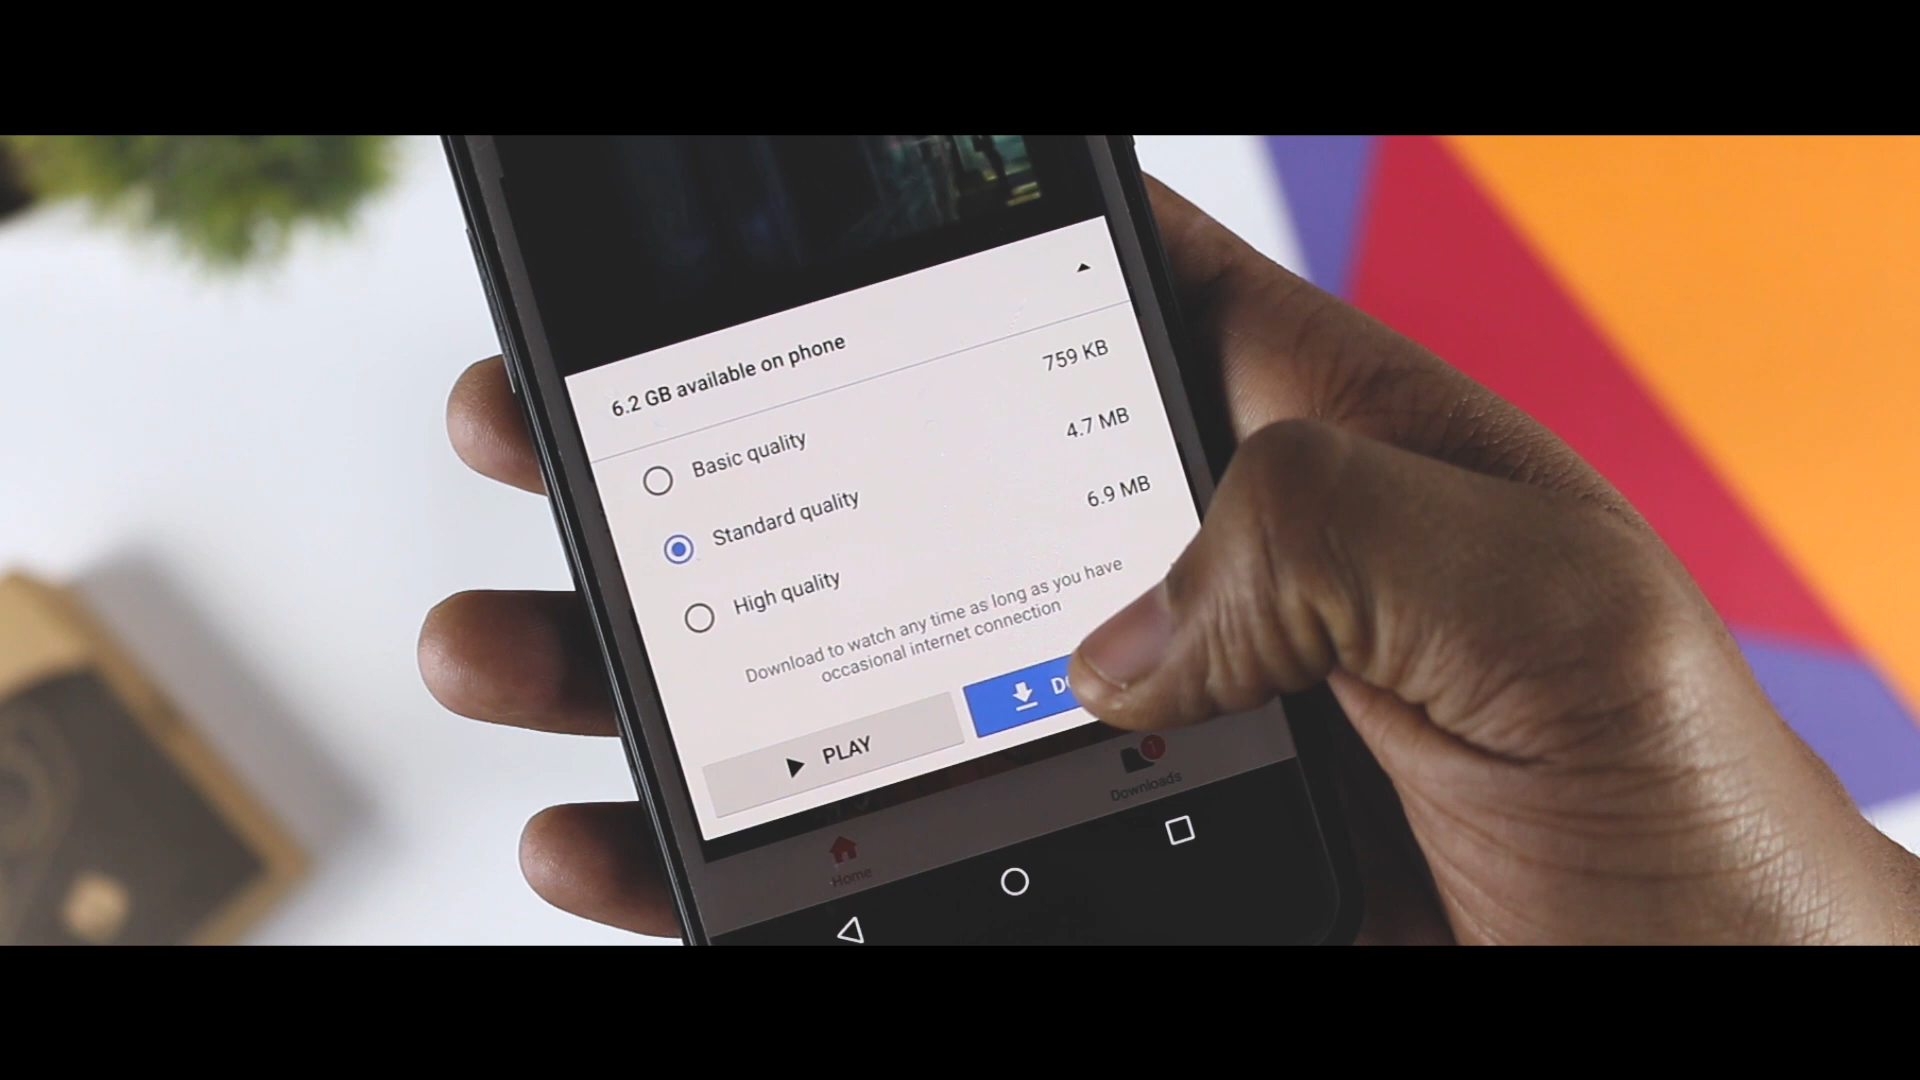 6.2 GB available on phone
Basic quality 759 KB
Standard quality 4.7 MB
High quality 6.9 MB
Download to watch any time as long as you have
occasional internet connection
PLAY
Home
Downloads 1